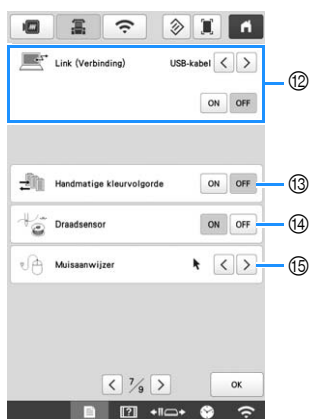 Link (Verbinding) USB-kabel < >
ON OFF
⑫
Handmatige kleurvolgorde ON OFF
⑬
Draadsensor ON OFF
⑭
Muisaanwijzer < >
⑮
< 7/9 > OK